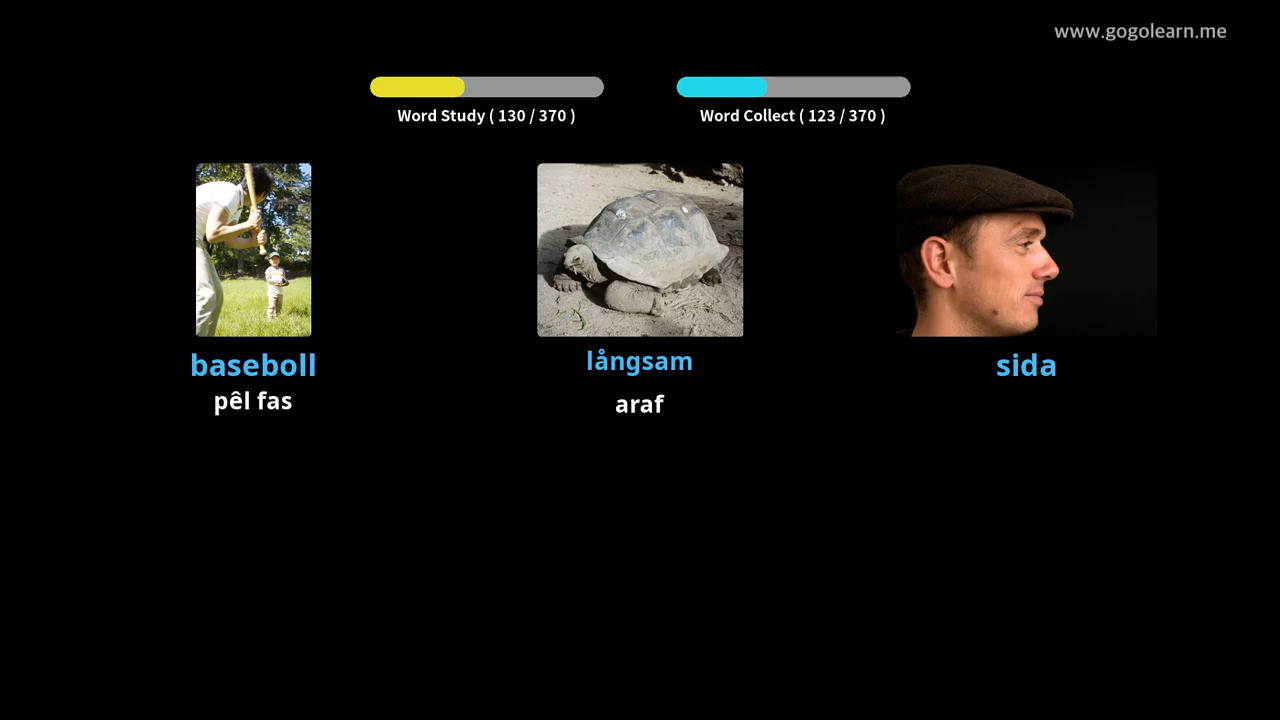 www.gogolearn.me
Word Study ( 130 / 370 )
Word Collect ( 123 / 370 )
baseboll
pêl fas
långsam
araf
sida